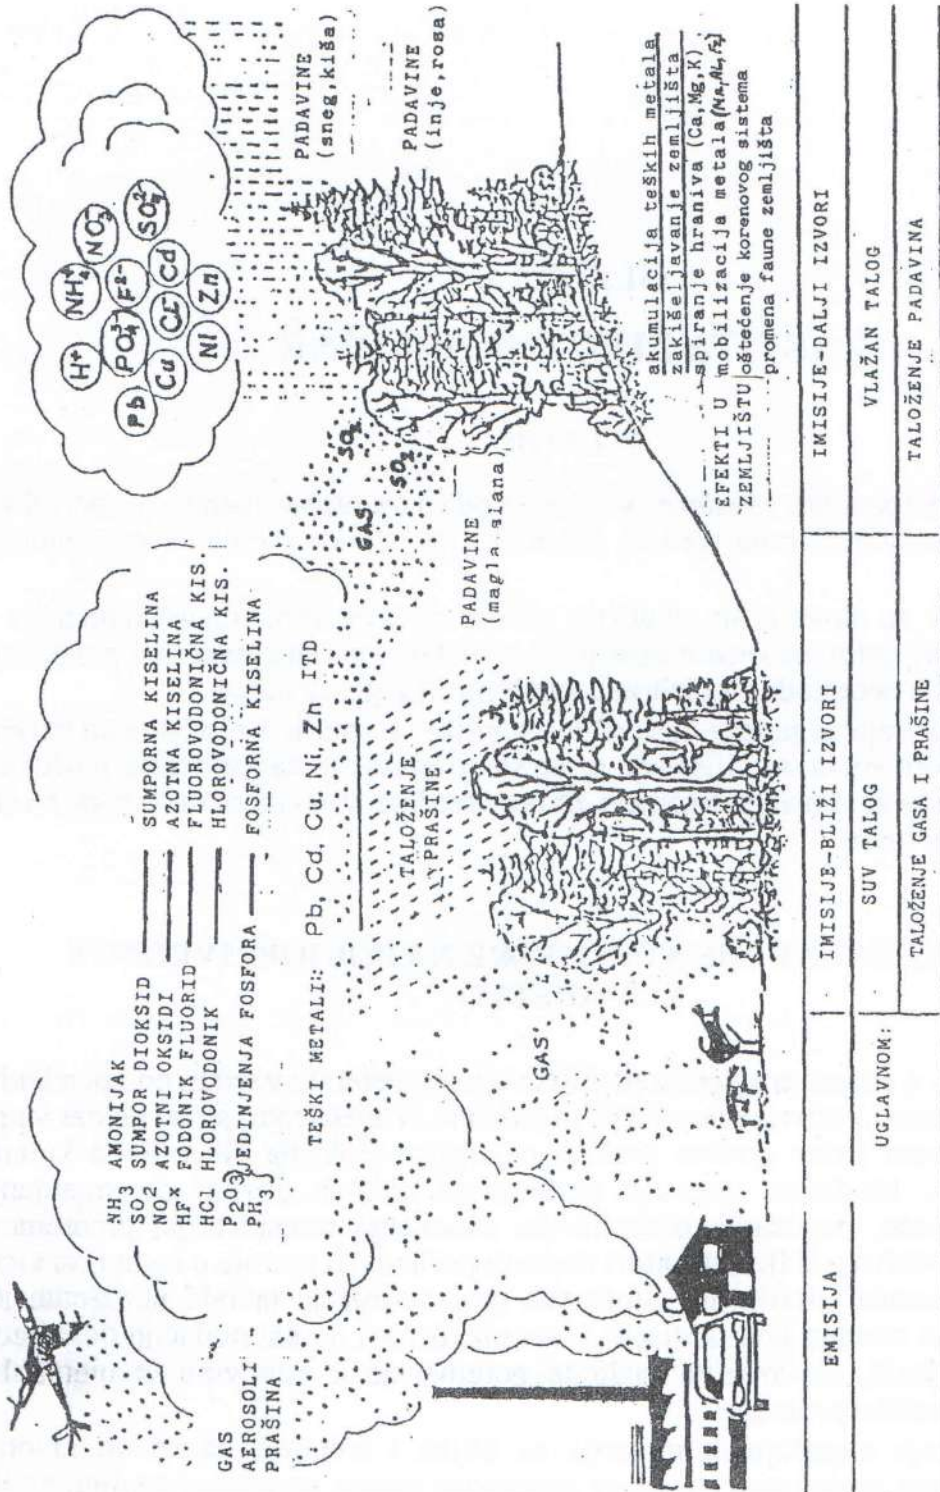 H⁺
NH₄⁺
NO₃⁻
Pb
PO₄³⁻
F²⁻
SO₄²⁻
Cu
Cl⁻
Cd
Ni
Zn
NH₃ AMONIJAK
SO₂ SUMPOR DIOKSID SUMPORNA KISELINA
NOₓ AZOTNI OKSIDI AZOTNA KISELINA
HF FODONIK FLUORID FLUOROVODONIČNA KIS.
HCl HLOROVODONIK HLOROVODONIČNA KIS.
P₂O₃
PH₃
JEDINJENJA FOSFORA FOSFORNA KISELINA
TEŠKI METALI: Pb, Cd, Cu, Ni, Zh ITD
GAS
AEROSOLI
PRAŠINA
GAS
TALOŽENJE
PRAŠINE
GAS
SO₂
SO₂
PADAVINE
(magla, slana)
PADAVINE
(sneg,kiša)
PADAVINE
(inje,rosa)
EFEKTI U
ZEMLJIŠTU
akumulacija teških metala
zakišeljavanje zemljišta
spiranje hraniva (Ca,Mg,K)
mobilizacija metala(Mn,AL,Fe)
oštećenje korenovog sistema
promena faune zemljišta
EMISIJA IMISIJE-BLIŽI IZVORI IMISIJE-DALJI IZVORI
UGLAVNOM: SUV TALOG VLAŽAN TALOG
TALOŽENJE GASA I PRAŠINE TALOŽENJE PADAVINA